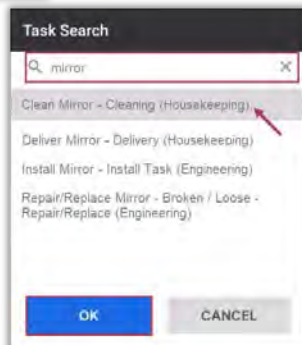 Task Search
mirror
Clean Mirror - Cleaning (Housekeeping)
Deliver Mirror - Delivery (Housekeeping)
Install Mirror - Install Task (Engineering)
Repair/Replace Mirror - Broken / Loose -
Repair/Replace (Engineering)
OK
CANCEL